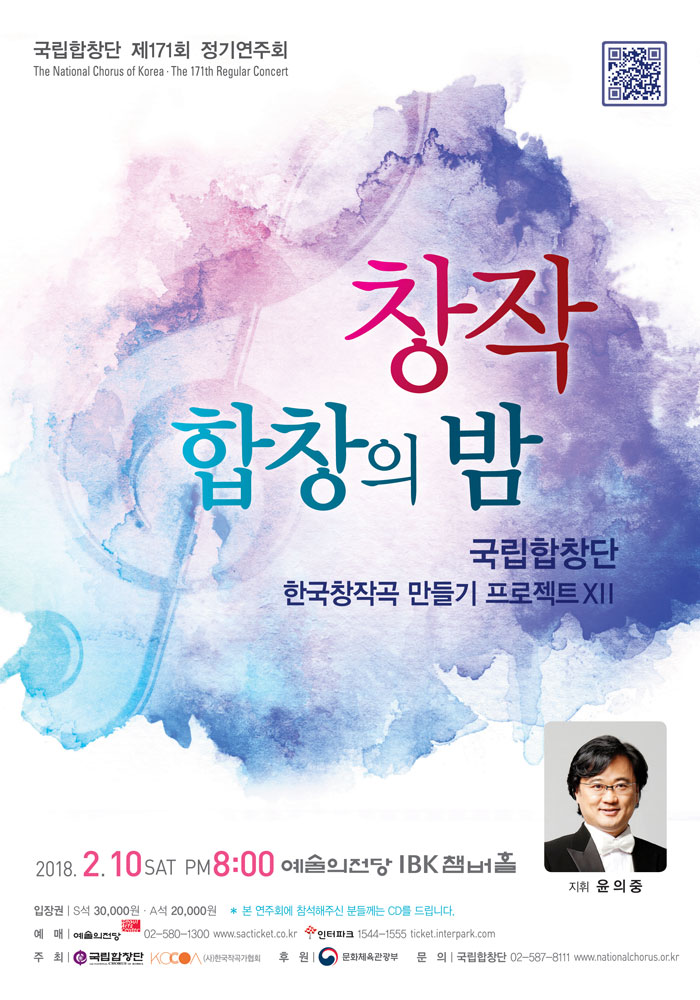 국립합창단 제171회 정기연주회
The National Chorus of Korea · The 171th Regular Concert
창작
합창의 밤
국립합창단
한국창작곡 만들기 프로젝트 XII
지휘 윤의중
2018. 2. 10 SAT PM 8:00 예술의전당 IBK 챔버홀
입장권 | S석 30,000원 · A석 20,000원 * 본 연주회에 참석해주신 분들께는 CD를 드립니다.
예 매 | 예술의전당 02-580-1300 www.sacticket.co.kr 인터파크 1544-1555 ticket.interpark.com
주 최 | 국립합창단 KOCOA (사)한국작곡가협회 후 원 | 문화체육관광부 문 의 | 국립합창단 02-587-8111 www.nationalchorus.or.kr